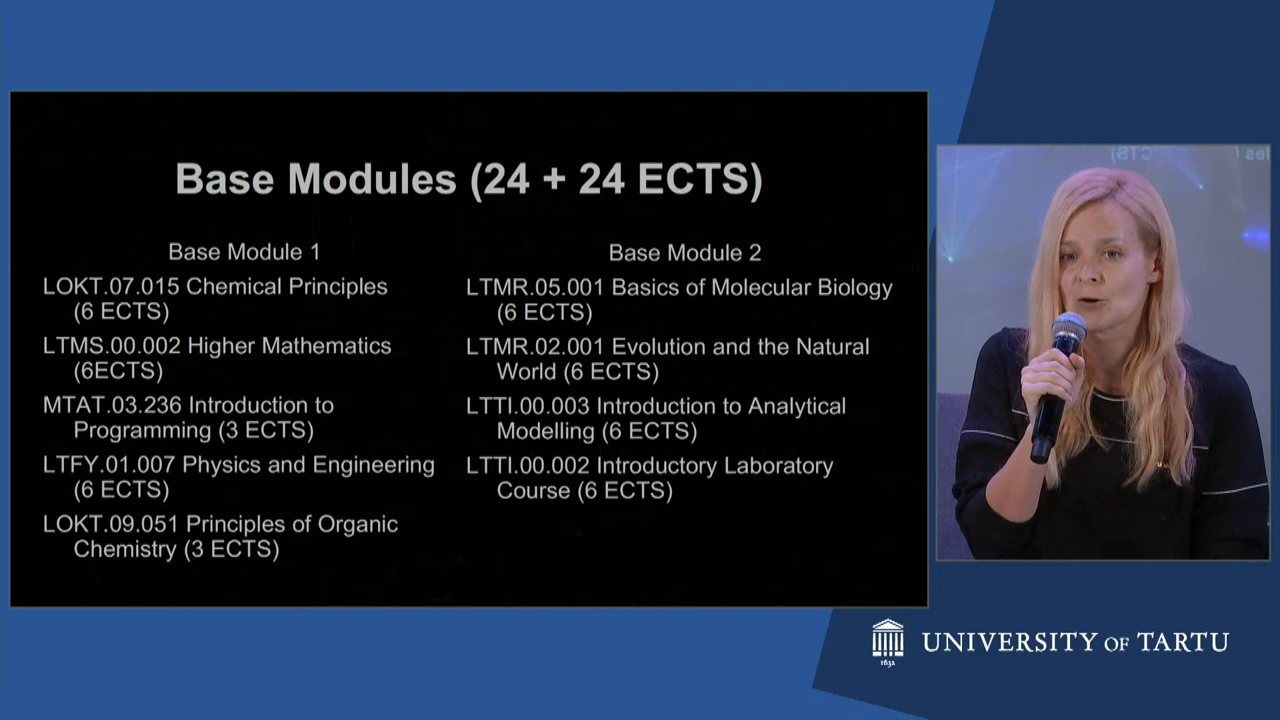 Base Modules (24 + 24 ECTS)
Base Module 1
LOKT.07.015 Chemical Principles
(6 ECTS)
LTMS.00.002 Higher Mathematics
(6ECTS)
MTAT.03.236 Introduction to
Programming (3 ECTS)
LTFY.01.007 Physics and Engineering
(6 ECTS)
LOKT.09.051 Principles of Organic
Chemistry (3 ECTS)
Base Module 2
LTMR.05.001 Basics of Molecular Biology
(6 ECTS)
LTMR.02.001 Evolution and the Natural
World (6 ECTS)
LTTI.00.003 Introduction to Analytical
Modelling (6 ECTS)
LTTI.00.002 Introductory Laboratory
Course (6 ECTS)
UNIVERSITY OF TARTU
1632